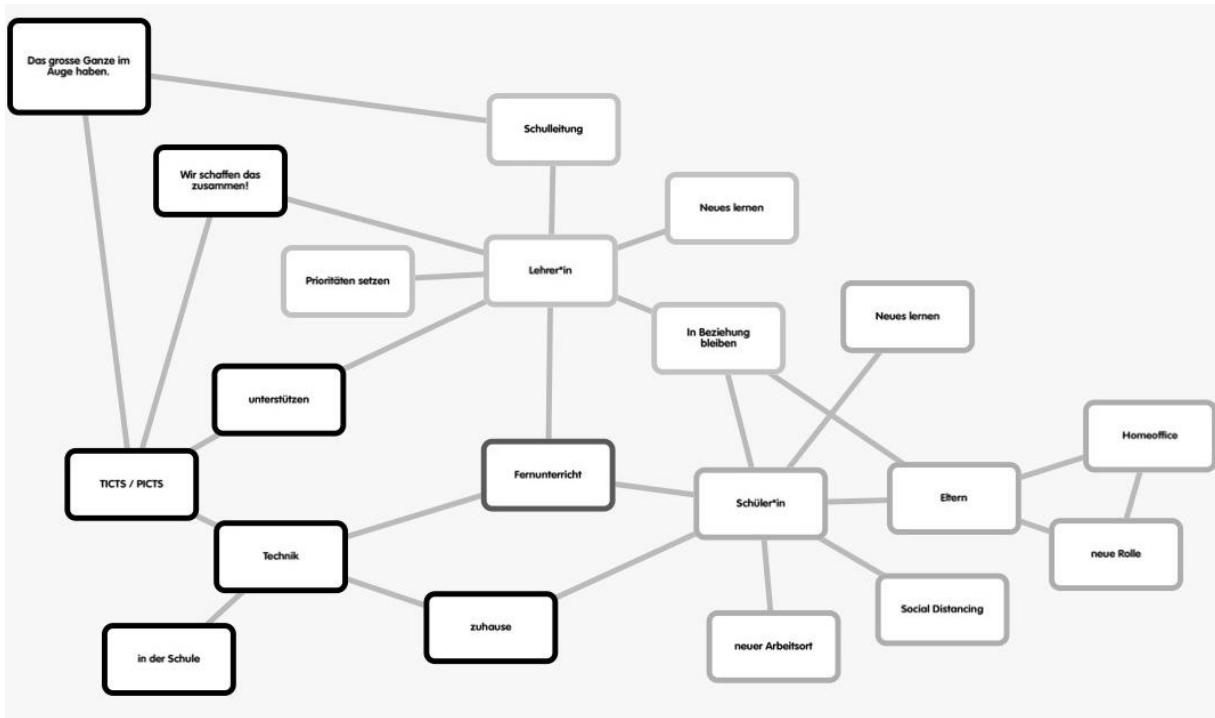 Das grosse Ganze im
Auge haben.
Schulleitung
Wir schaffen das
zusammen!
Neues lernen
Lehrer*in
Prioritäten setzen
In Beziehung
bleiben
Neues lernen
unterstützen
Homeoffice
TICTS / PICTS
Fernunterricht
Schüler*in
Eltern
neue Rolle
Technik
Social Distancing
zuhause
neuer Arbeitsort
in der Schule